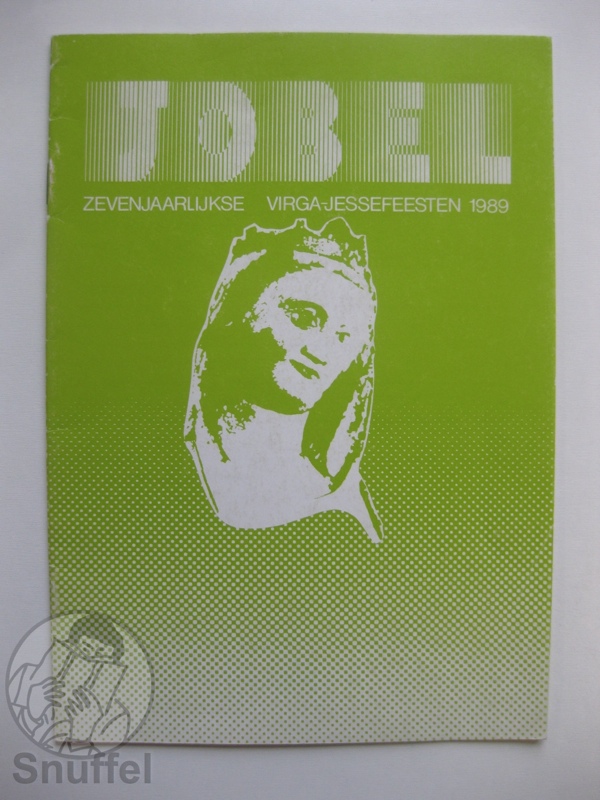 JOBEL
ZEVENJAARLIJKSE VIRGA-JESSEFEESTEN 1989
Snuffel